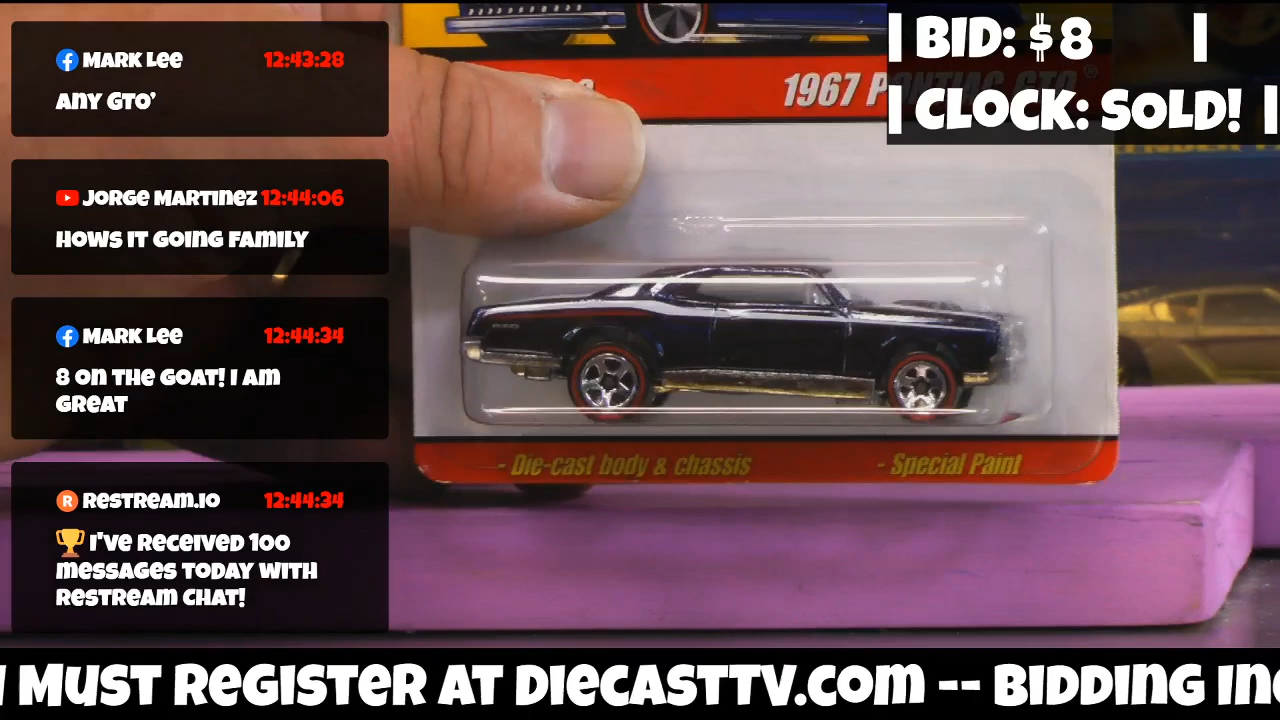 Mark Lee 12:43:28
any GTO'
Jorge Martinez 12:44:06
hows it going family
Mark Lee 12:44:34
8 on the goat! I am
great
Restream.io 12:44:34
🏆 I've received 100
messages today with
Restream Chat!
| BID: $8 |
| CLOCK: SOLD! |
1967 PONTIAC GTO®
- Die-cast body & chassis - Special Paint
MUST REGISTER AT DIECASTTV.COM -- BIDDING INC